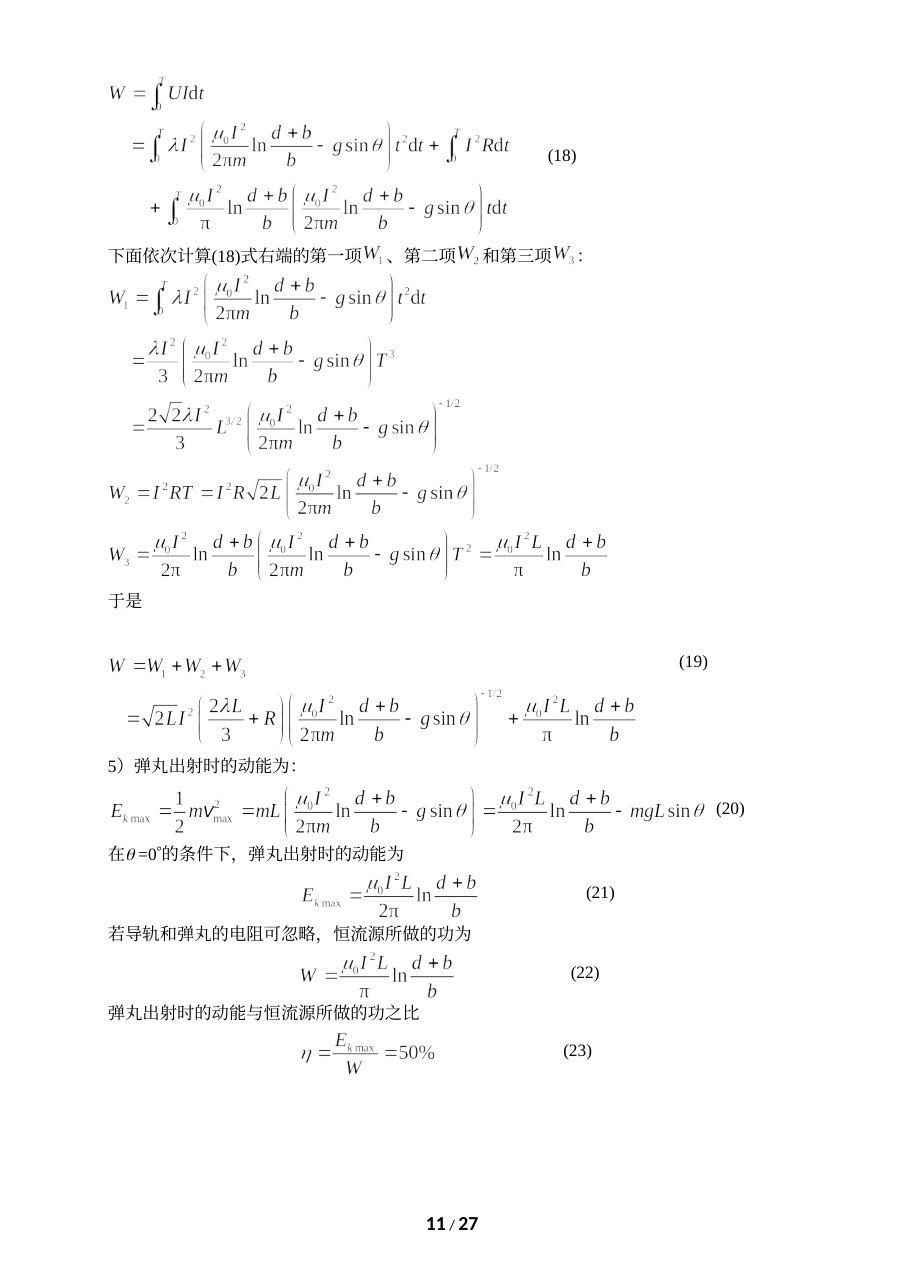 W = ∫₀ᵀ UIdt
= ∫₀ᵀ λI² (μ₀I²/2πm ln (d+b)/b − g sin θ) t²dt + ∫₀ᵀ I²Rdt (18)
+ ∫₀ᵀ μ₀I²/π ln (d+b)/b (μ₀I²/2πm ln (d+b)/b − g sin θ) tdt
下面依次计算(18)式右端的第一项W₁、第二项W₂和第三项W₃：
W₁ = ∫₀ᵀ λI² (μ₀I²/2πm ln (d+b)/b − g sin θ) t²dt
= λI²/3 (μ₀I²/2πm ln (d+b)/b − g sin θ) T³
= 2√2λI²/3 L^{3/2} (μ₀I²/2πm ln (d+b)/b − g sin θ)^{−1/2}
W₂ = I²RT = I²R√2L (μ₀I²/2πm ln (d+b)/b − g sin θ)^{−1/2}
W₃ = μ₀I²/2π ln (d+b)/b (μ₀I²/2πm ln (d+b)/b − g sin θ) T² = μ₀I²L/π ln (d+b)/b
于是
W = W₁ + W₂ + W₃ (19)
= √2L I² (2λL/3 + R) (μ₀I²/2πm ln (d+b)/b − g sin θ)^{−1/2} + μ₀I²L/π ln (d+b)/b
5）弹丸出射时的动能为：
E_{k max} = 1/2 mv²_{max} = mL (μ₀I²/2πm ln (d+b)/b − g sin θ) = μ₀I²L/2π ln (d+b)/b − mgL sin θ (20)
在θ=0°的条件下，弹丸出射时的动能为
E_{k max} = μ₀I²L/2π ln (d+b)/b (21)
若导轨和弹丸的电阻可忽略，恒流源所做的功为
W = μ₀I²L/π ln (d+b)/b (22)
弹丸出射时的动能与恒流源所做的功之比
η = E_{k max}/W = 50% (23)
11 / 27